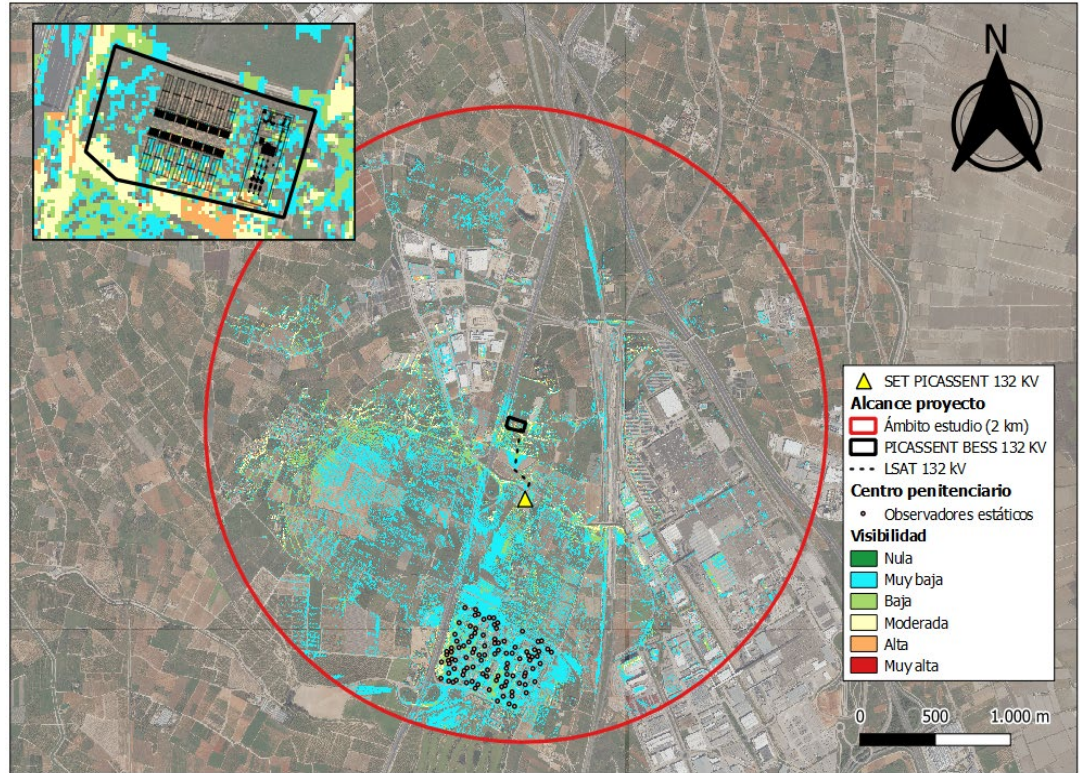 N
SET PICASSENT 132 KV
Alcance proyecto
Ámbito estudio (2 km)
PICASSENT BESS 132 KV
LSAT 132 kV
Centro penitenciario
Observadores estáticos
Visibilidad
Nula
Muy baja
Baja
Moderada
Alta
Muy alta
0 500 1.000 m